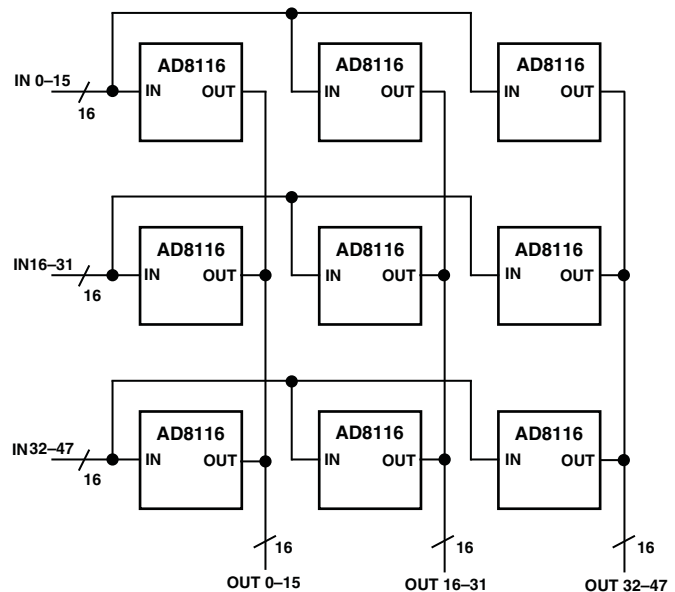 AD8116 AD8116 AD8116
IN 0–15 IN OUT IN OUT IN OUT
16
AD8116 AD8116 AD8116
IN16–31 IN OUT IN OUT IN OUT
16
AD8116 AD8116 AD8116
IN32–47 IN OUT IN OUT IN OUT
16
16 16 16
OUT 0–15 OUT 16–31 OUT 32–47